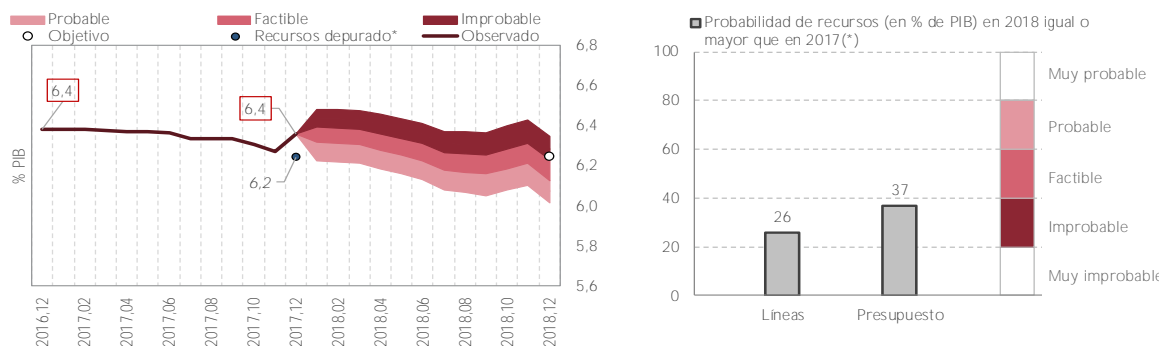 Probable
Factible
Improbable
Objetivo
Recursos depurado*
Observado
6,4
6,4
6,2
% PIB
6,8
6,6
6,4
6,2
6,0
5,8
5,6
2016,12
2017,02
2017,04
2017,06
2017,08
2017,10
2017,12
2018,02
2018,04
2018,06
2018,08
2018,10
2018,12
Probabilidad de recursos (en % de PIB) en 2018 igual o
mayor que en 2017(*)
100
80
60
40
20
0
26
37
Líneas
Presupuesto
Muy probable
Probable
Factible
Improbable
Muy improbable